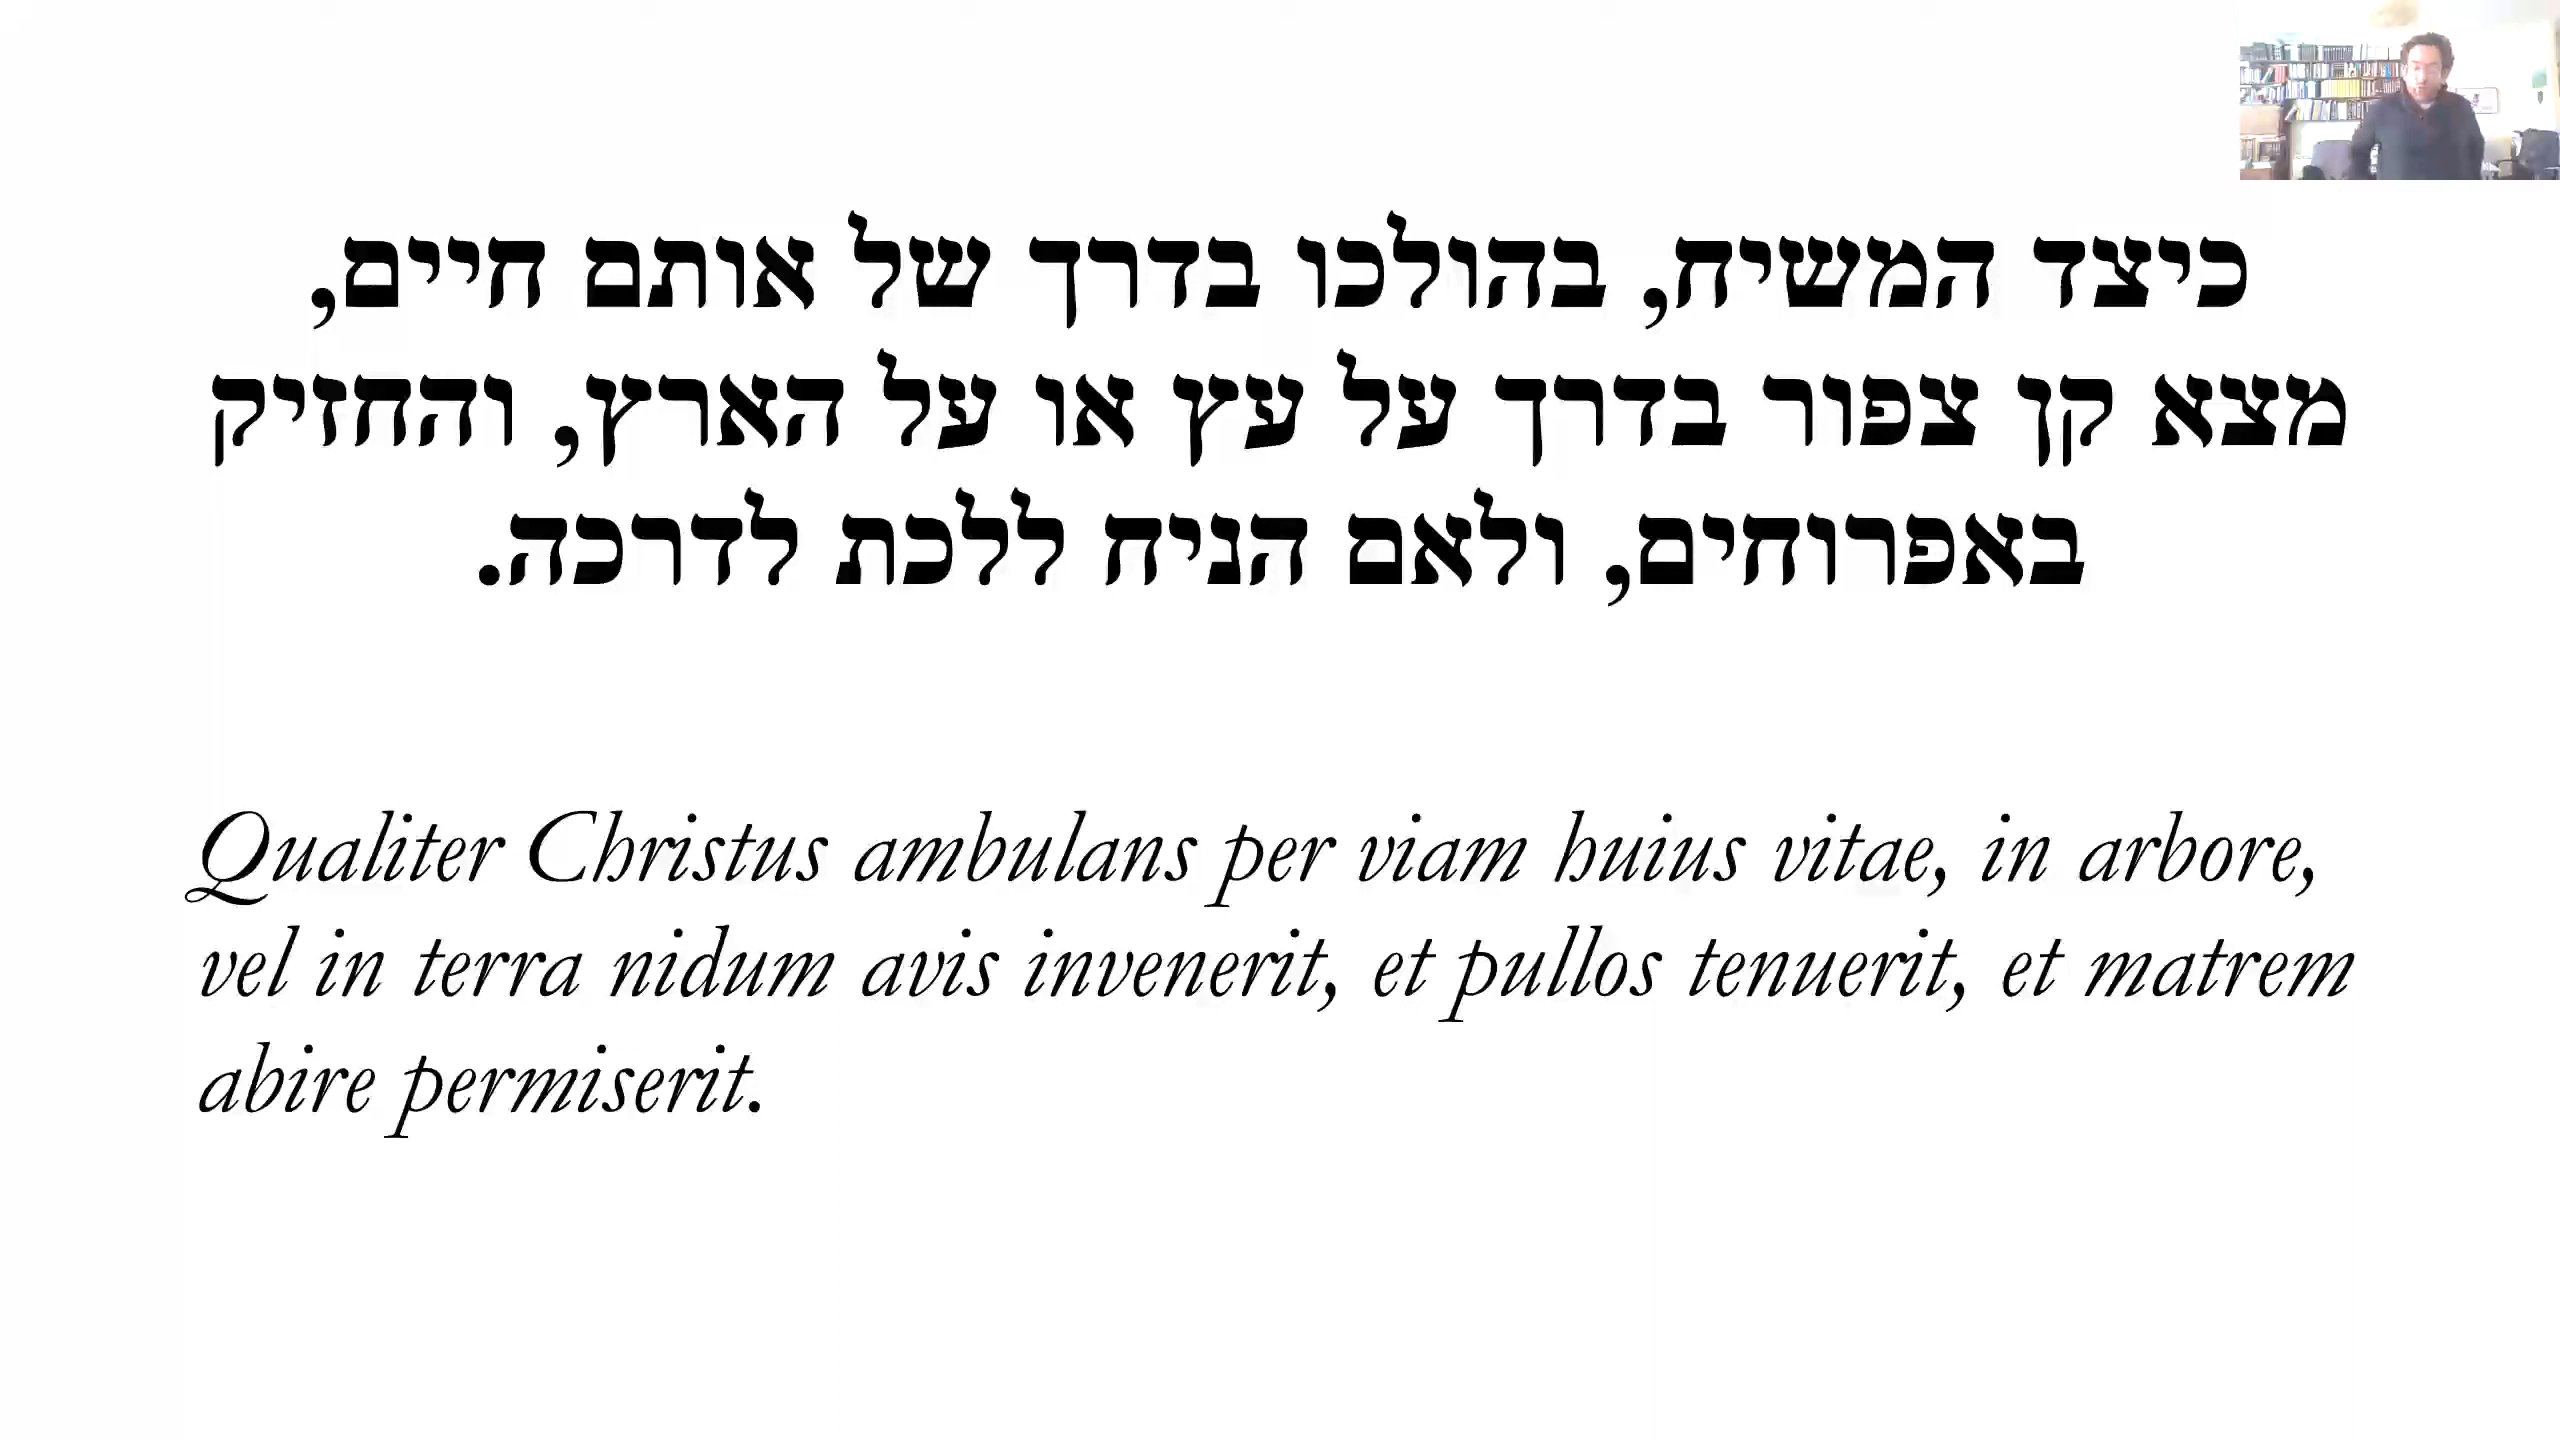 כיצד המשיח, בהולכו בדרך של אותם חיים,
מצא קן צפור בדרך על עץ או על הארץ, והחזיק
באפרוחים, ולאם הניח ללכת לדרכה.
Qualiter Christus ambulans per viam huius vitae, in arbore,
vel in terra nidum avis invenerit, et pullos tenuerit, et matrem
abire permiserit.